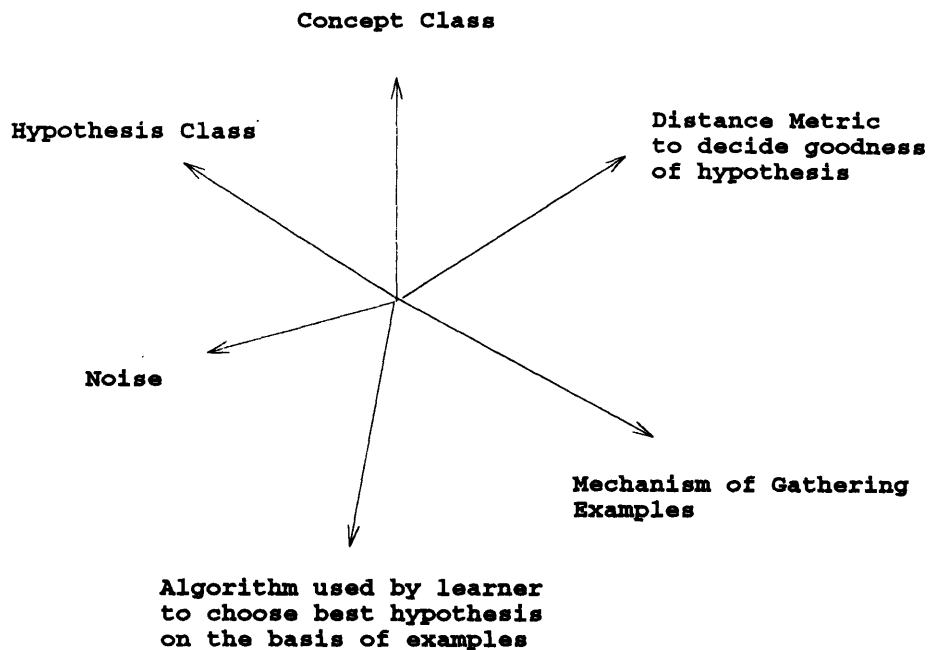 Concept Class
Hypothesis Class
Distance Metric
to decide goodness
of hypothesis
Noise
Mechanism of Gathering
Examples
Algorithm used by learner
to choose best hypothesis
on the basis of examples